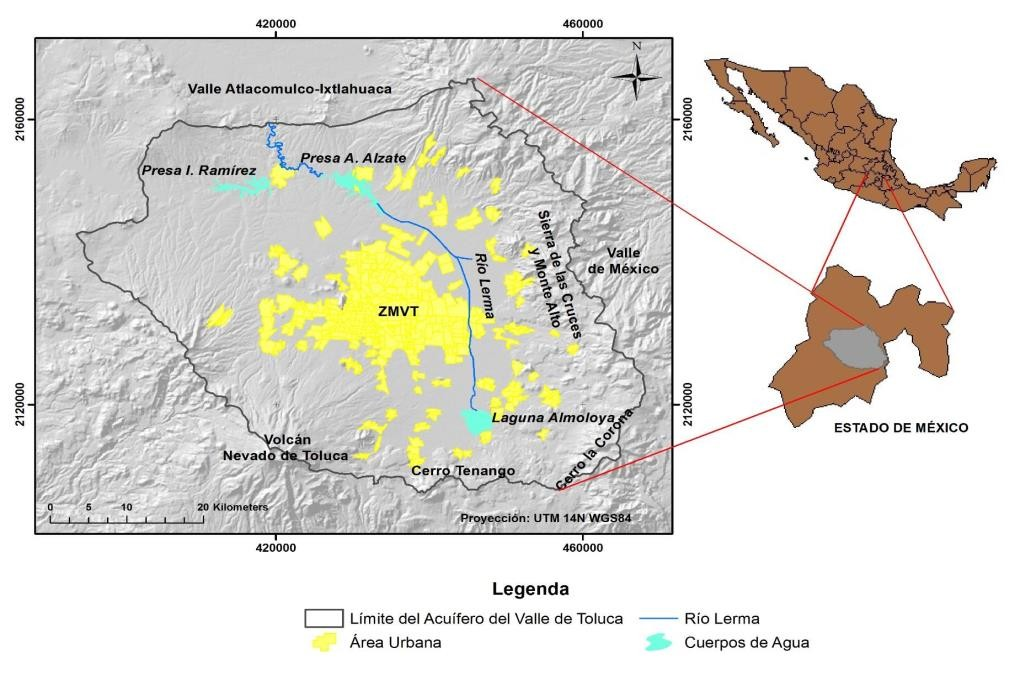 420000
460000
N
Valle Atlacomulco-Ixtlahuaca
2160000
2160000
Presa I. Ramírez
Presa A. Alzate
Sierra de las Cruces
y Monte Alto
Valle
de México
Río Lerma
ZMVT
2120000
2120000
Laguna Almoloya
ESTADO DE MÉXICO
Volcán
Nevado de Toluca
Cerro Tenango
Cerro la Corona
0 5 10 20 Kilometers
Proyección: UTM 14N WGS84
420000
460000
Legenda
Límite del Acuífero del Valle de Toluca
Río Lerma
Área Urbana
Cuerpos de Agua